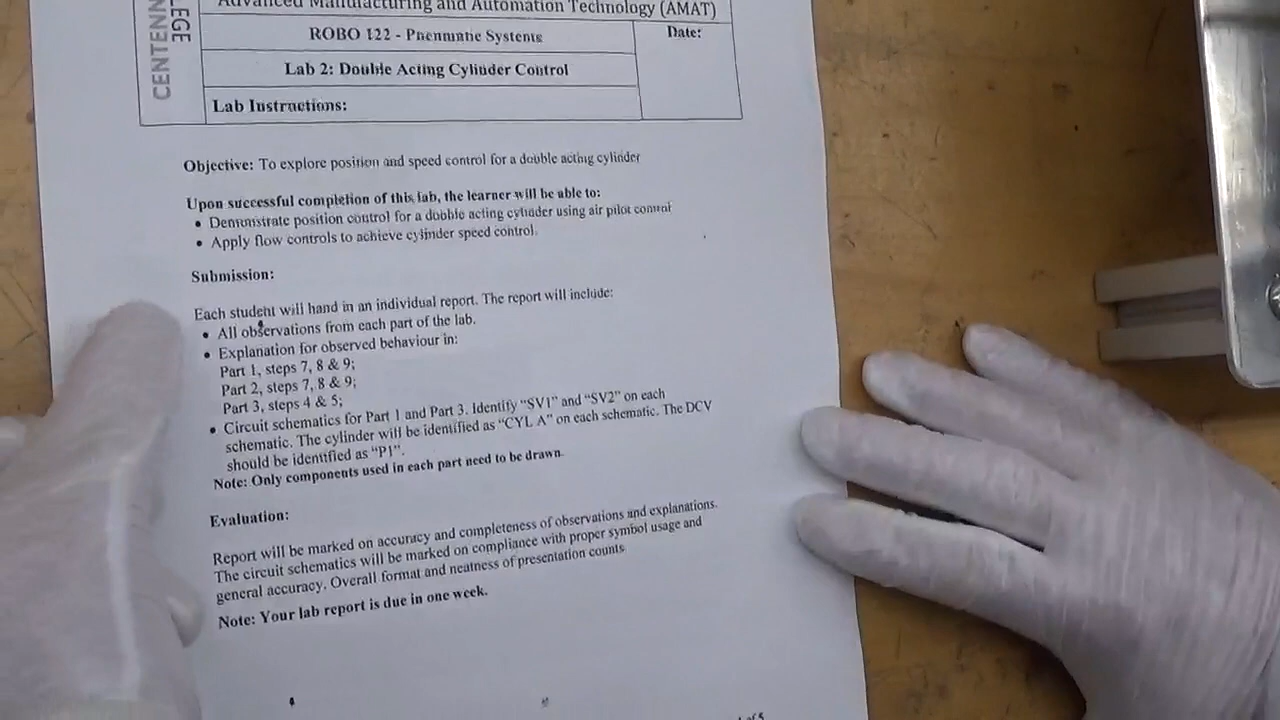 CENTENN
LEGE
Advanced Manufacturing and Automation Technology (AMAT)
ROBO 122 - Pneumatic Systems
Date:
Lab 2: Double Acting Cylinder Control
Lab Instructions:
Objective: To explore position and speed control for a double acting cylinder
Upon successful completion of this lab, the learner will be able to:
• Demonstrate position control for a double acting cylinder using air pilot control
• Apply flow controls to achieve cylinder speed control.
Submission:
Each student will hand in an individual report. The report will include:
• All observations from each part of the lab.
• Explanation for observed behaviour in:
Part 1, steps 7, 8 & 9;
Part 2, steps 7, 8 & 9;
Part 3, steps 4 & 5;
• Circuit schematics for Part 1 and Part 3. Identify “SV1” and “SV2” on each
schematic. The cylinder will be identified as “CYL A” on each schematic. The DCV
should be identified as “P1”.
Note: Only components used in each part need to be drawn.
Evaluation:
Report will be marked on accuracy and completeness of observations and explanations.
The circuit schematics will be marked on compliance with proper symbol usage and
general accuracy. Overall format and neatness of presentation counts
Note: Your lab report is due in one week.